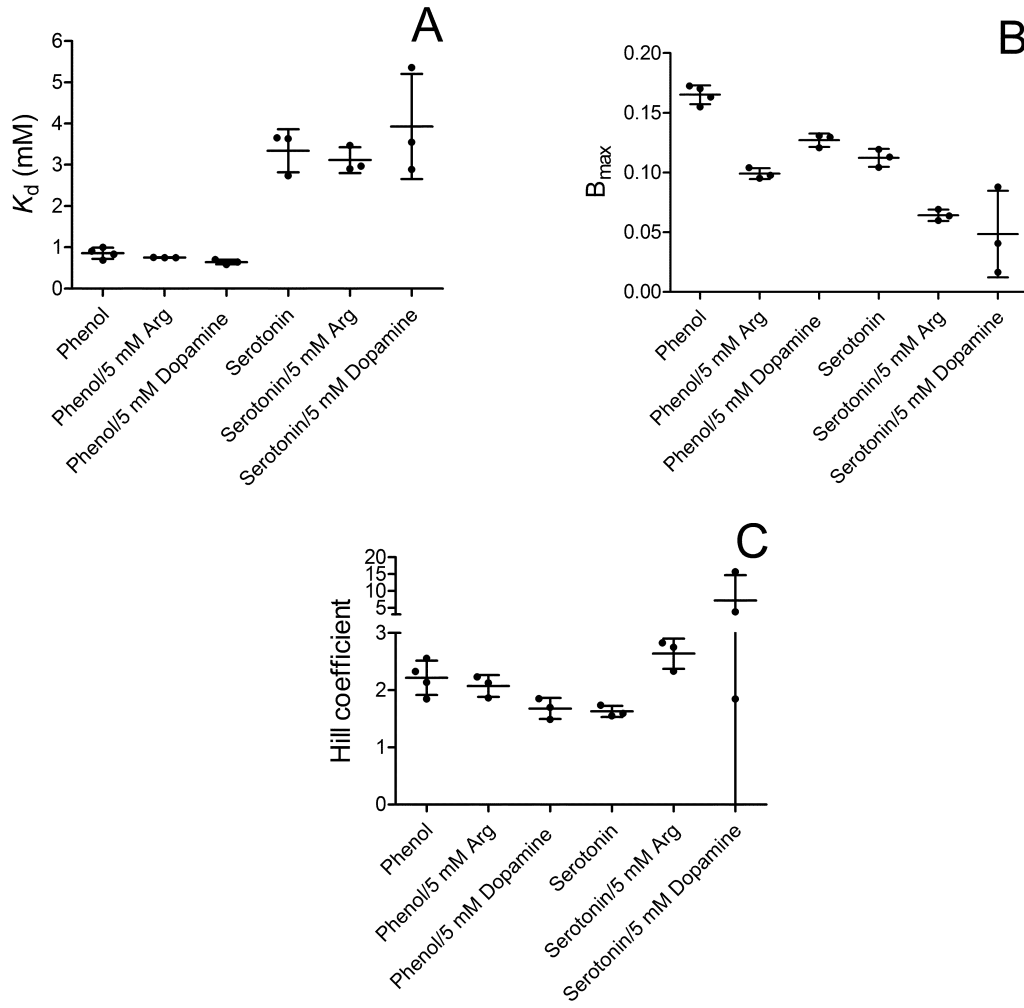 A
6
5
4
3
2
1
0
Kd (mM)
Phenol
Phenol/5 mM Arg
Phenol/5 mM Dopamine
Serotonin
Serotonin/5 mM Arg
Serotonin/5 mM Dopamine
B
0.20
0.15
0.10
0.05
0.00
Bmax
Phenol
Phenol/5 mM Arg
Phenol/5 mM Dopamine
Serotonin
Serotonin/5 mM Arg
Serotonin/5 mM Dopamine
C
20
15
10
5
3
2
1
0
Hill coefficient
Phenol
Phenol/5 mM Arg
Phenol/5 mM Dopamine
Serotonin
Serotonin/5 mM Arg
Serotonin/5 mM Dopamine